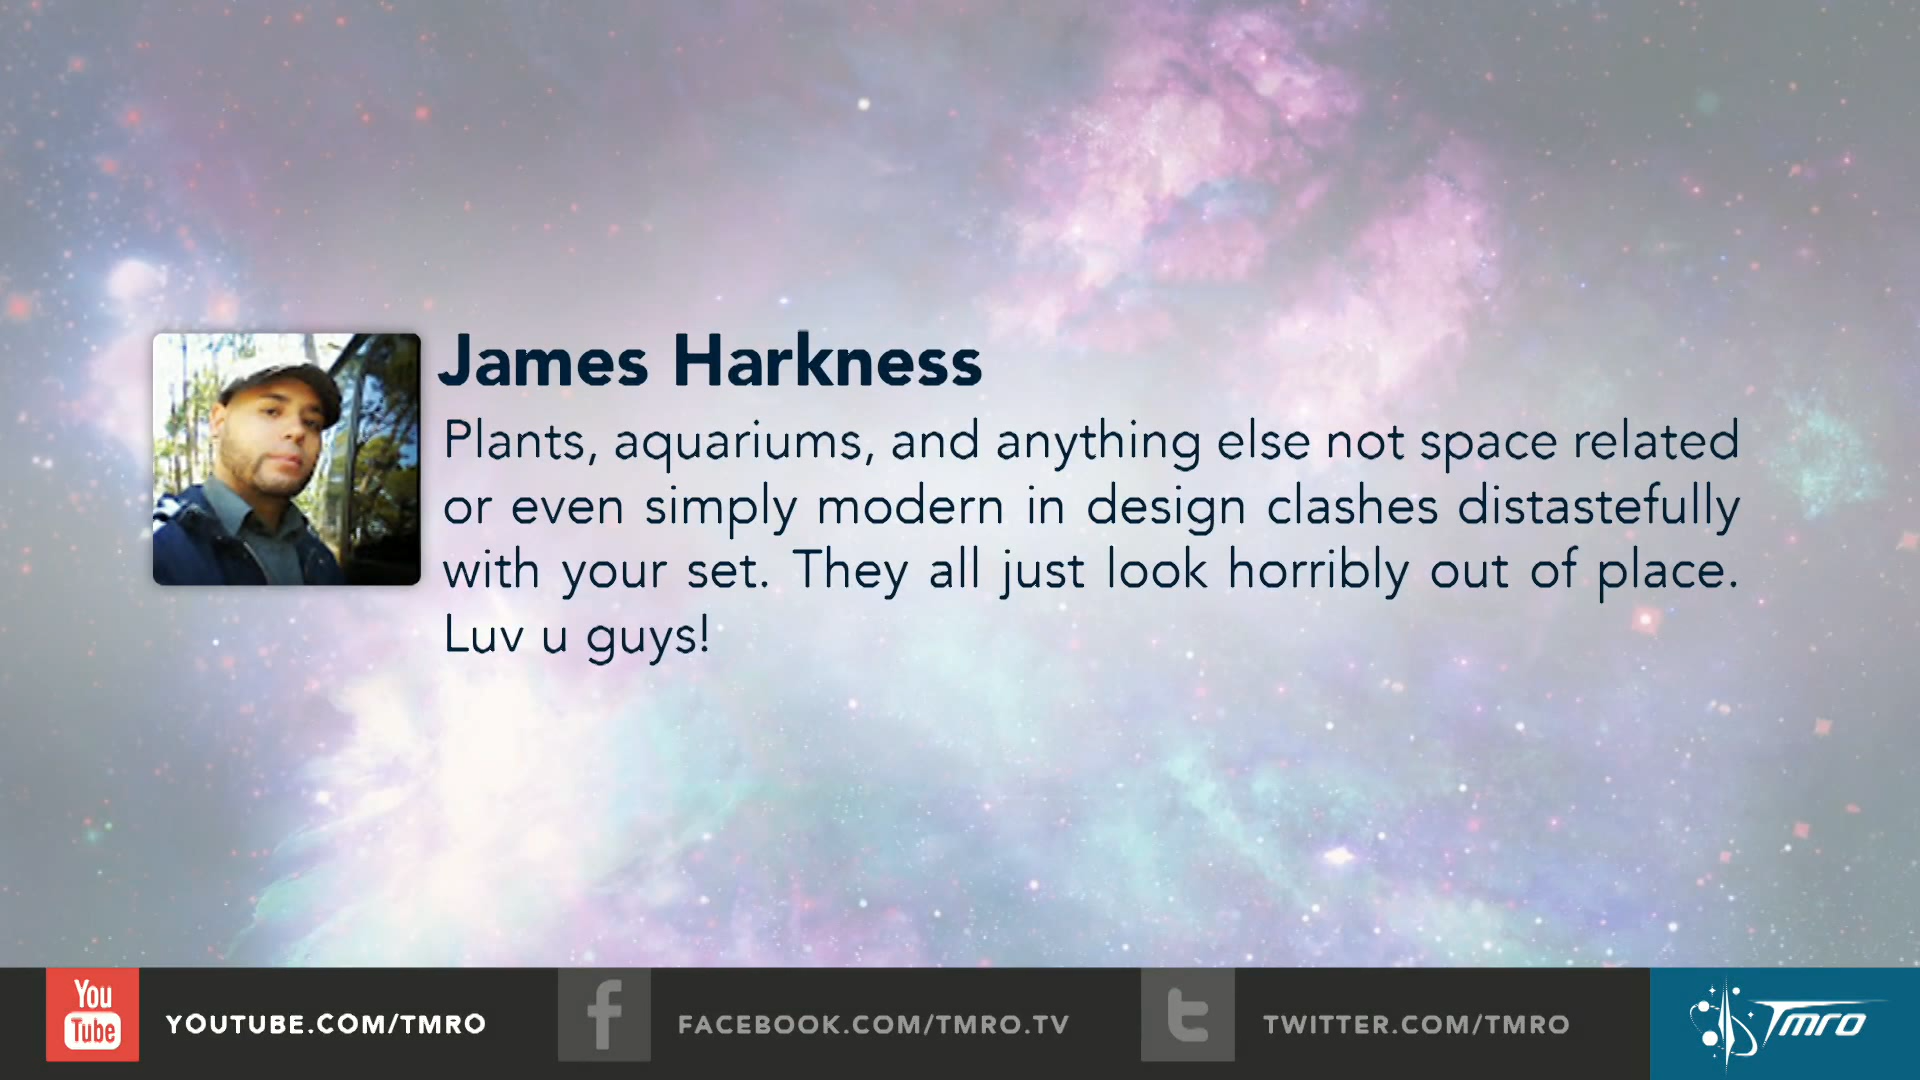 James Harkness
Plants, aquariums, and anything else not space related
or even simply modern in design clashes distastefully
with your set. They all just look horribly out of place.
Luv u guys!
You
Tube
YOUTUBE.COM/TMRO
f
FACEBOOK.COM/TMRO.TV
t
TWITTER.COM/TMRO
Tmro